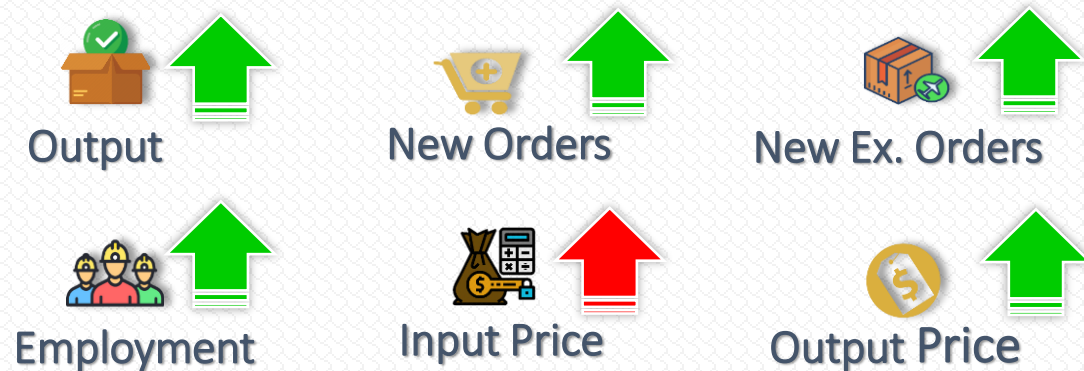 Output
New Orders
New Ex. Orders
Employment
Input Price
Output Price